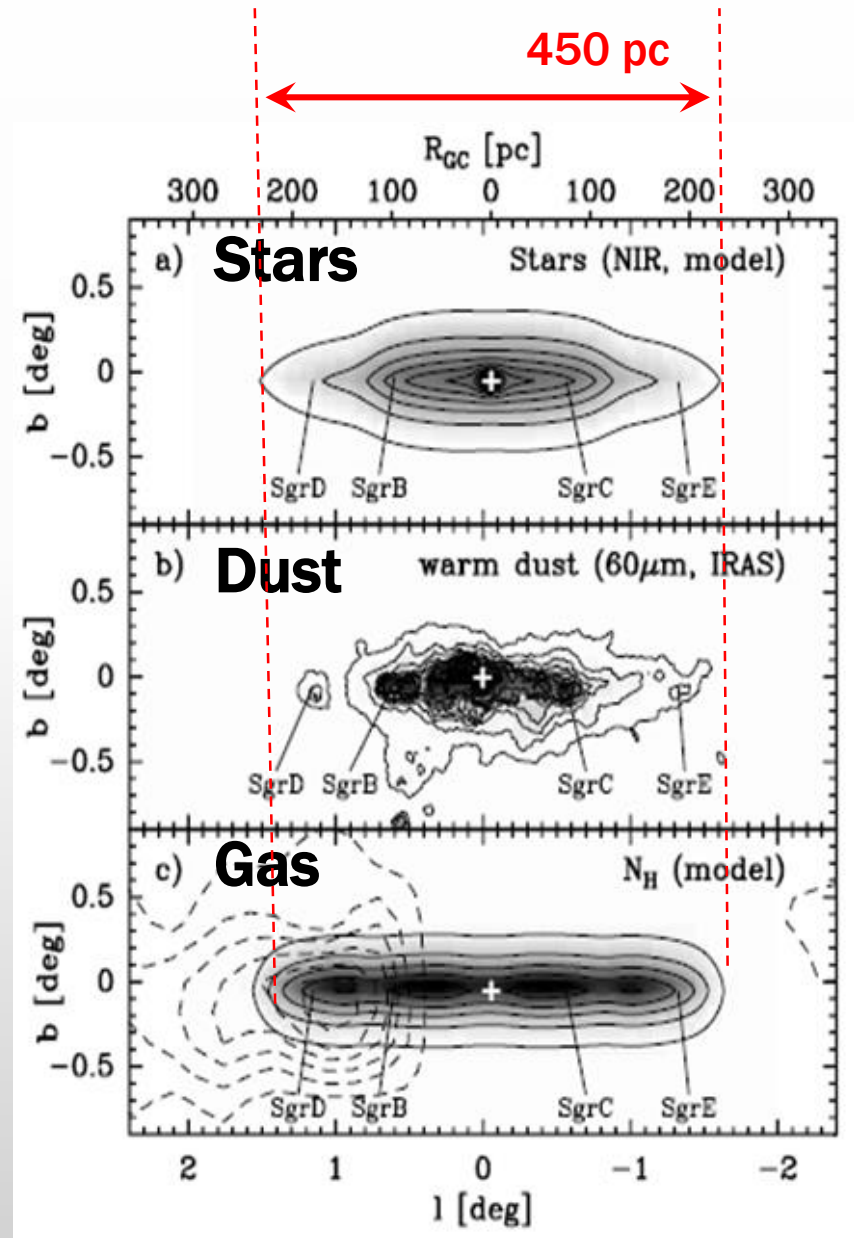 450 pc
R_GC [pc]
300 200 100 0 100 200 300
a) Stars Stars (NIR, model)
0.5
0
−0.5
b [deg]
SgrD SgrB SgrC SgrE
b) Dust warm dust (60μm, IRAS)
0.5
0
−0.5
b [deg]
SgrD SgrB SgrC SgrE
c) Gas N_H (model)
0.5
0
−0.5
b [deg]
SgrD SgrB SgrC SgrE
2 1 0 −1 −2
l [deg]